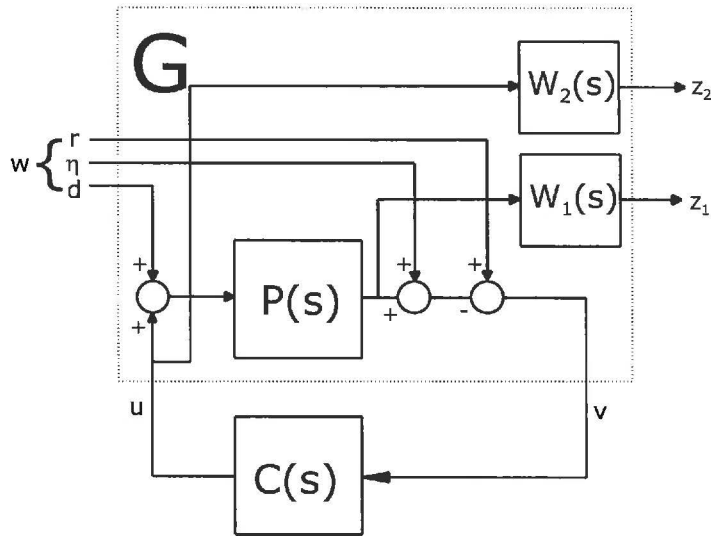 G
W₂(s)
z₂
r
w { η
d
W₁(s)
z₁
+
+
+
+
P(s)
+
-
u
v
C(s)